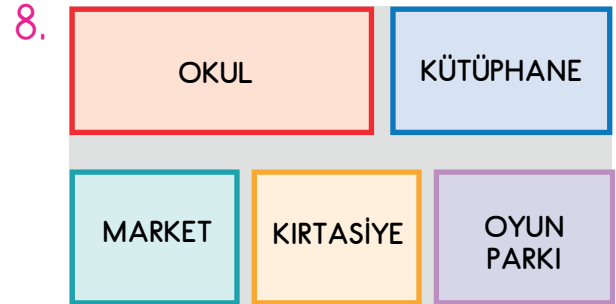 8.
OKUL
KÜTÜPHANE
MARKET
KIRTASİYE
OYUN
PARKI